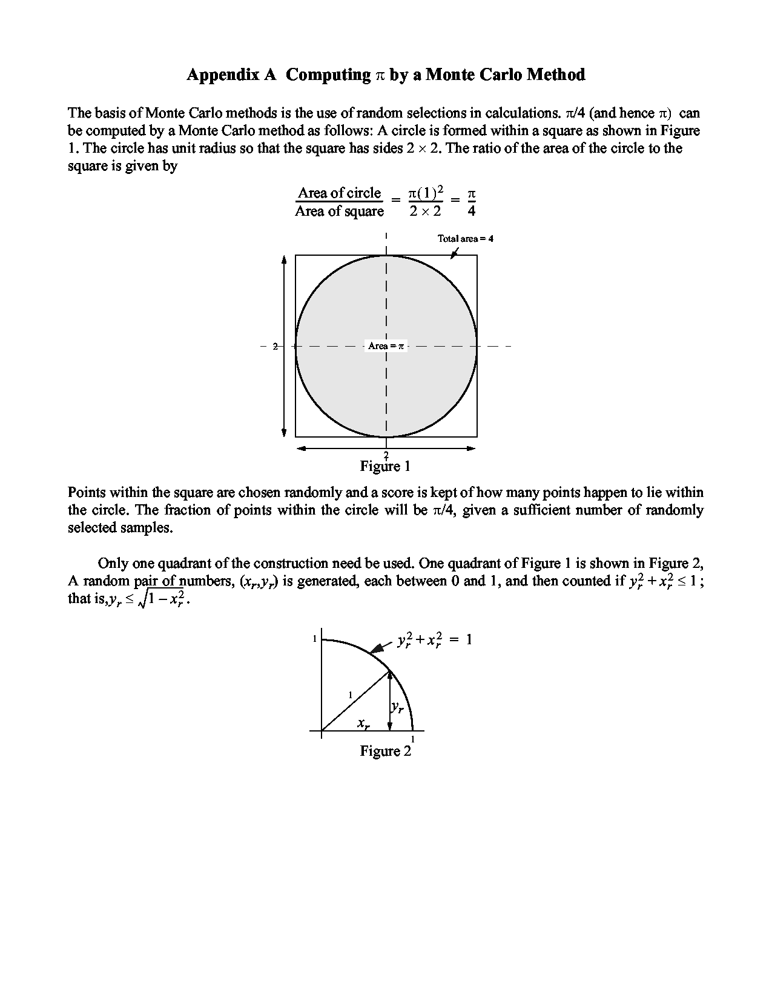 Appendix A Computing π by a Monte Carlo Method
The basis of Monte Carlo methods is the use of random selections in calculations. π/4 (and hence π) can
be computed by a Monte Carlo method as follows: A circle is formed within a square as shown in Figure
1. The circle has unit radius so that the square has sides 2 × 2. The ratio of the area of the circle to the
square is given by
Area of circle / Area of square = π(1)² / 2 × 2 = π / 4
Total area = 4
2
Area = π
2
Figure 1
Points within the square are chosen randomly and a score is kept of how many points happen to lie within
the circle. The fraction of points within the circle will be π/4, given a sufficient number of randomly
selected samples.
Only one quadrant of the construction need be used. One quadrant of Figure 1 is shown in Figure 2,
A random pair of numbers, (xᵣ,yᵣ) is generated, each between 0 and 1, and then counted if yᵣ² + xᵣ² ≤ 1 ;
that is,yᵣ ≤ √(1 – xᵣ²) .
1
yᵣ² + xᵣ² = 1
1
yᵣ
xᵣ
1
Figure 2